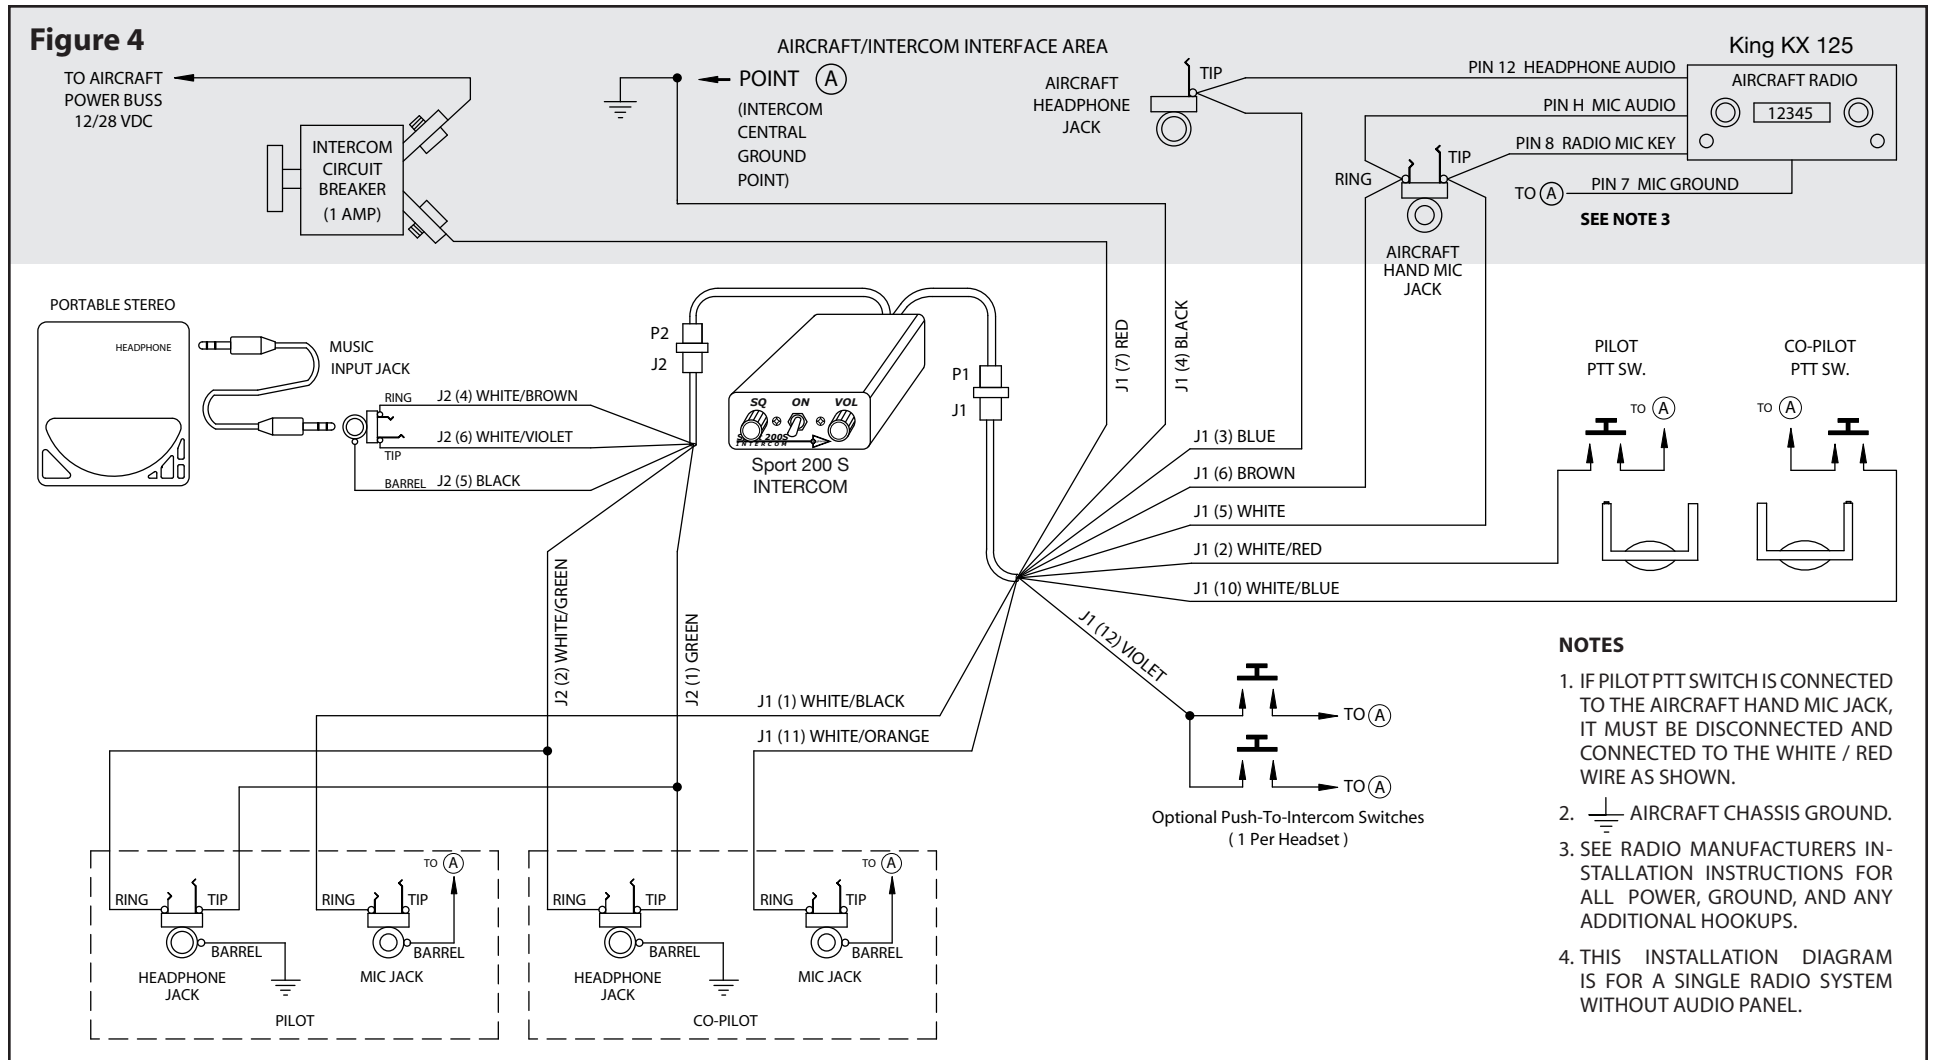 Figure 4
AIRCRAFT/INTERCOM INTERFACE AREA
TO AIRCRAFT
POWER BUSS
12/28 VDC
INTERCOM
CIRCUIT
BREAKER
(1 AMP)
POINT A
(INTERCOM
CENTRAL
GROUND
POINT)
AIRCRAFT
HEADPHONE
JACK
TIP
King KX 125
PIN 12 HEADPHONE AUDIO
AIRCRAFT RADIO
12345
PIN H MIC AUDIO
PIN 8 RADIO MIC KEY
TIP
RING
TO A
PIN 7 MIC GROUND
SEE NOTE 3
AIRCRAFT
HAND MIC
JACK
PORTABLE STEREO
HEADPHONE
MUSIC
INPUT JACK
RING
J2 (4) WHITE/BROWN
J2 (6) WHITE/VIOLET
TIP
BARREL
J2 (5) BLACK
P2
J2
SQ
ON
VOL
INTERCOM
Sport 200 S
INTERCOM
P1
J1
J1 (7) RED
J1 (4) BLACK
J1 (3) BLUE
J1 (6) BROWN
J1 (5) WHITE
J1 (2) WHITE/RED
J1 (10) WHITE/BLUE
J1 (12) VIOLET
PILOT
PTT SW.
TO A
CO-PILOT
PTT SW.
TO A
J2 (2) WHITE/GREEN
J2 (1) GREEN
J1 (1) WHITE/BLACK
J1 (11) WHITE/ORANGE
TO A
TO A
Optional Push-To-Intercom Switches
( 1 Per Headset )
RING
TIP
BARREL
HEADPHONE
JACK
RING
TIP
TO A
BARREL
MIC JACK
PILOT
RING
TIP
BARREL
HEADPHONE
JACK
RING
TIP
TO A
BARREL
MIC JACK
CO-PILOT
NOTES
1. IF PILOT PTT SWITCH IS CONNECTED
TO THE AIRCRAFT HAND MIC JACK,
IT MUST BE DISCONNECTED AND
CONNECTED TO THE WHITE / RED
WIRE AS SHOWN.
2. AIRCRAFT CHASSIS GROUND.
3. SEE RADIO MANUFACTURERS IN-
STALLATION INSTRUCTIONS FOR
ALL POWER, GROUND, AND ANY
ADDITIONAL HOOKUPS.
4. THIS INSTALLATION DIAGRAM
IS FOR A SINGLE RADIO SYSTEM
WITHOUT AUDIO PANEL.